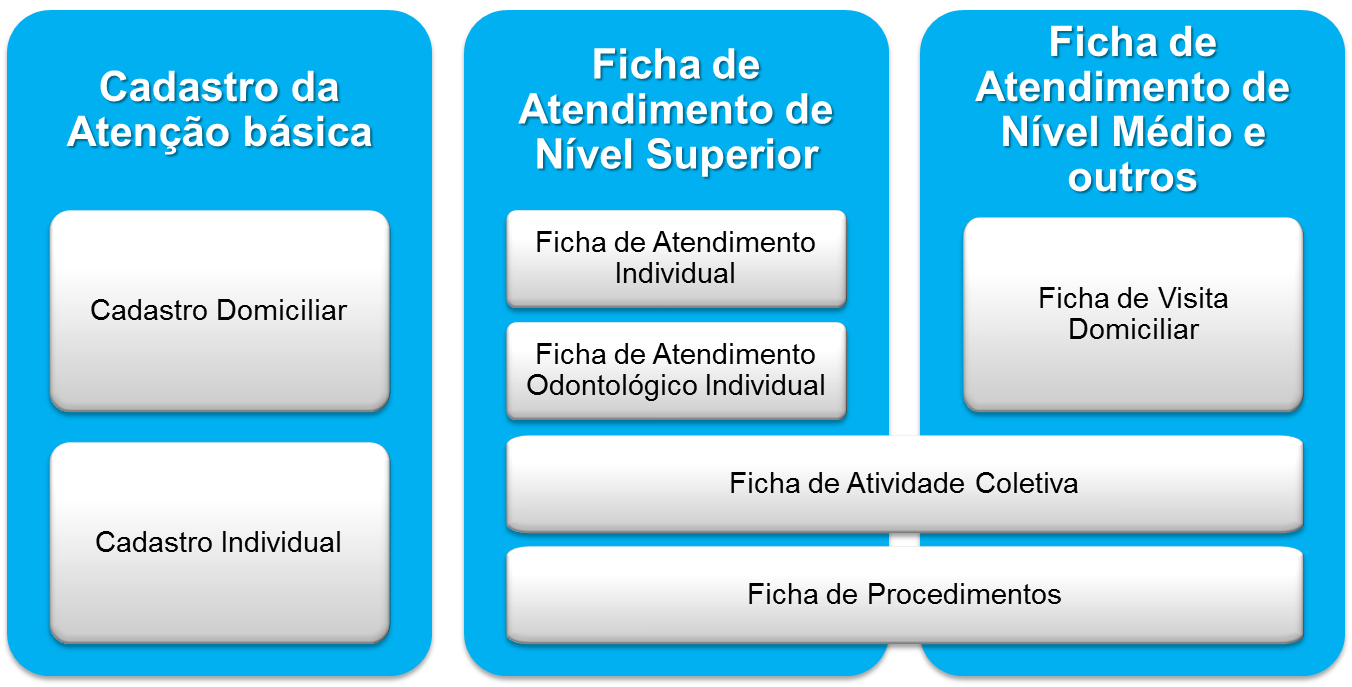 Cadastro da
Atenção básica
Cadastro Domiciliar
Cadastro Individual
Ficha de
Atendimento de
Nível Superior
Ficha de Atendimento
Individual
Ficha de Atendimento
Odontológico Individual
Ficha de
Atendimento de
Nível Médio e
outros
Ficha de Visita
Domiciliar
Ficha de Atividade Coletiva
Ficha de Procedimentos